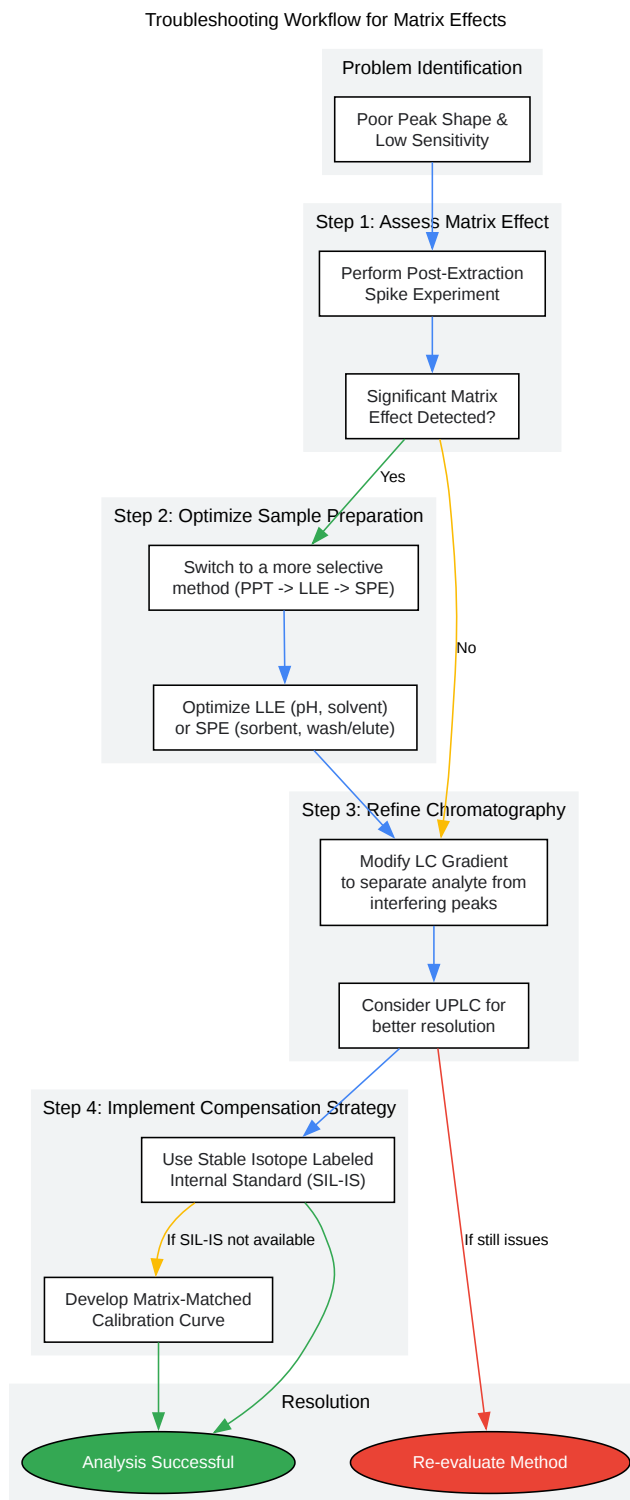 Troubleshooting Workflow for Matrix Effects
Problem Identification
Poor Peak Shape &
Low Sensitivity
Step 1: Assess Matrix Effect
Perform Post-Extraction
Spike Experiment
Significant Matrix
Effect Detected?
Yes
Step 2: Optimize Sample Preparation
Switch to a more selective
method (PPT -> LLE -> SPE)
No
Optimize LLE (pH, solvent)
or SPE (sorbent, wash/elute)
Step 3: Refine Chromatography
Modify LC Gradient
to separate analyte from
interfering peaks
Consider UPLC for
better resolution
Step 4: Implement Compensation Strategy
Use Stable Isotope Labeled
Internal Standard (SIL-IS)
If SIL-IS not available
If still issues
Develop Matrix-Matched
Calibration Curve
Resolution
Analysis Successful
Re-evaluate Method